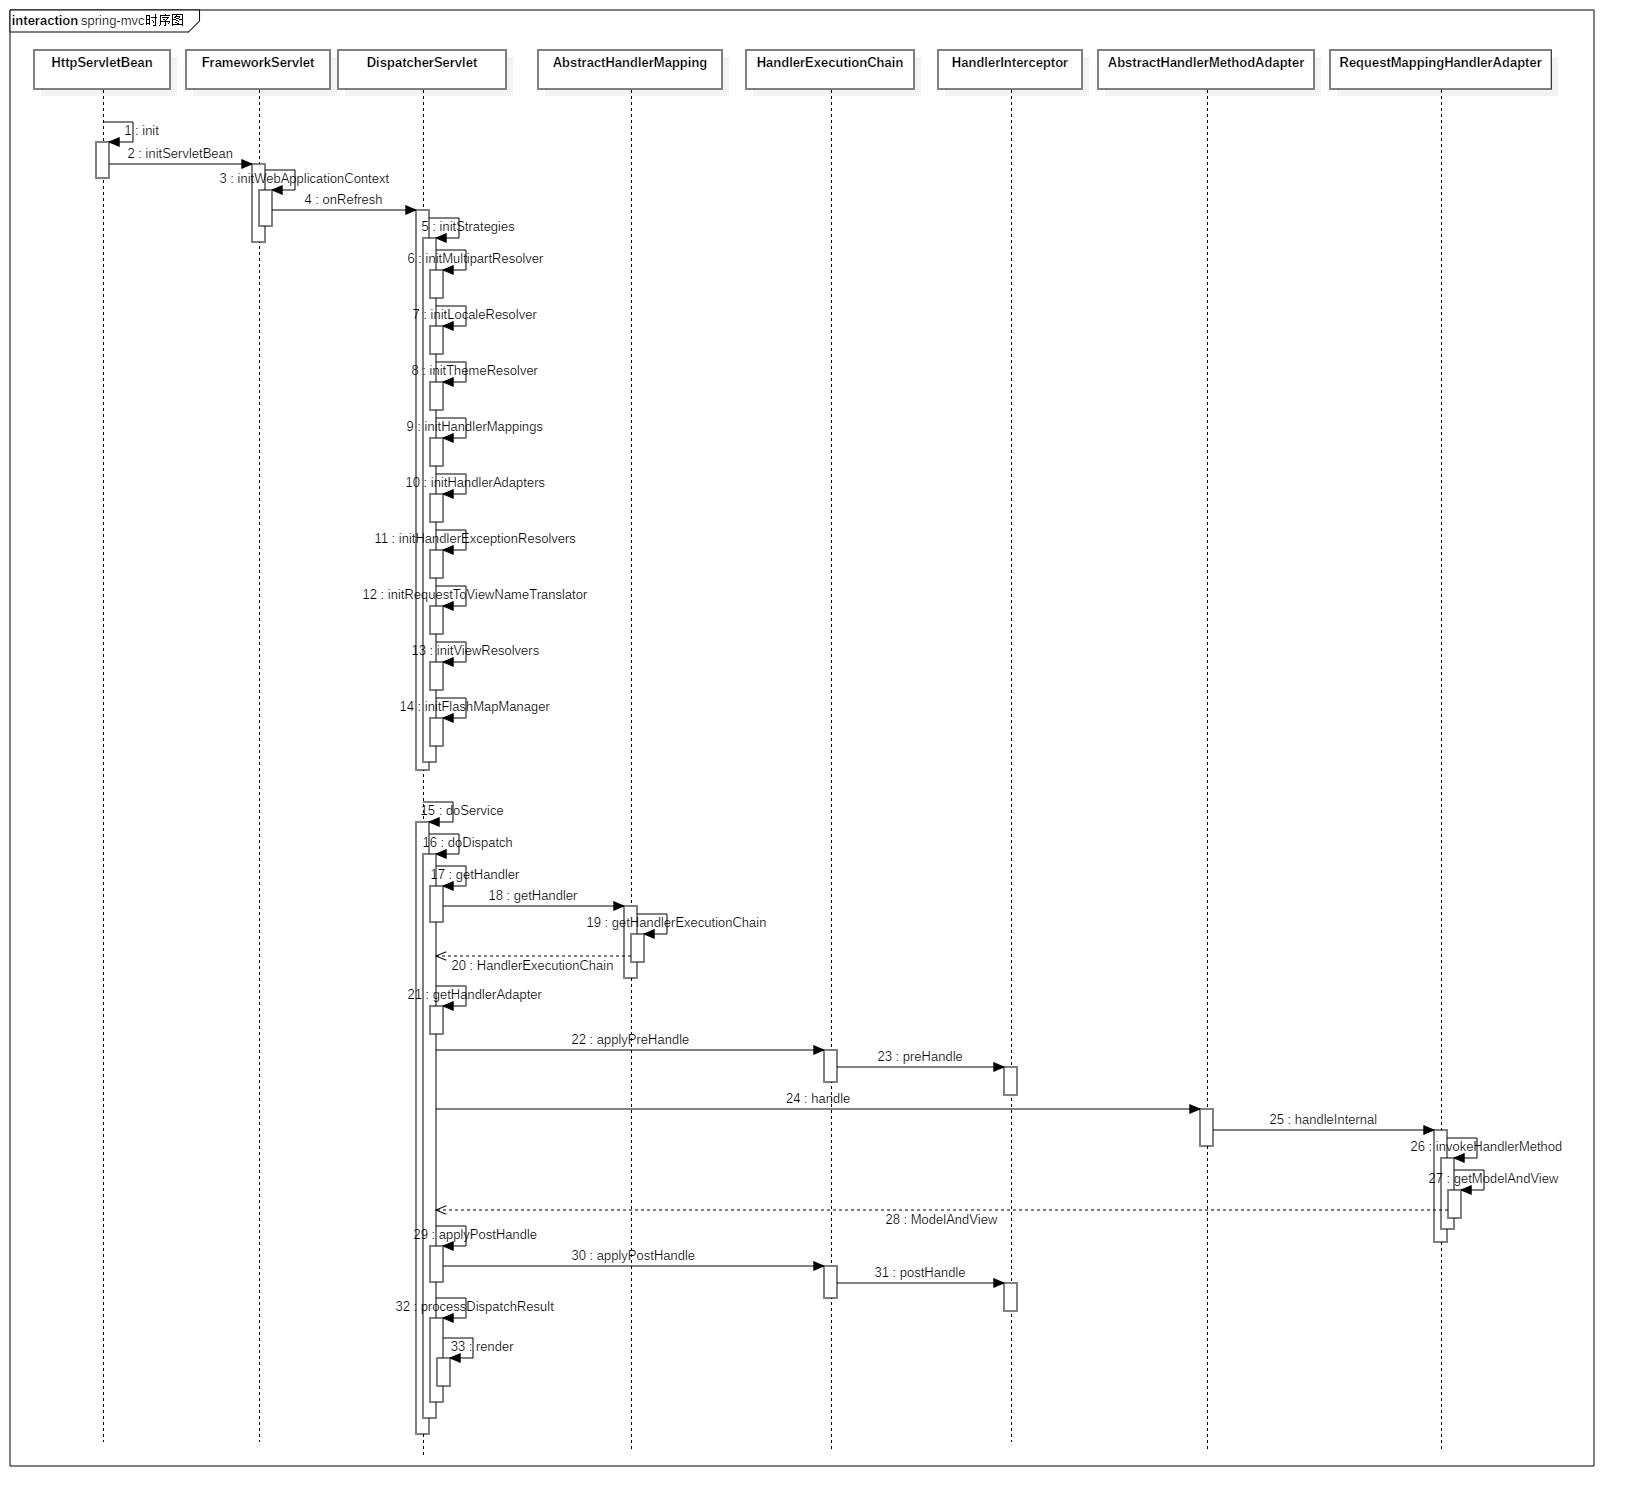 interaction spring-mvc时序图
HttpServletBean
FrameworkServlet
DispatcherServlet
AbstractHandlerMapping
HandlerExecutionChain
HandlerInterceptor
AbstractHandlerMethodAdapter
RequestMappingHandlerAdapter
1 : init
2 : initServletBean
3 : initWebApplicationContext
4 : onRefresh
5 : initStrategies
6 : initMultipartResolver
7 : initLocaleResolver
8 : initThemeResolver
9 : initHandlerMappings
10 : initHandlerAdapters
11 : initHandlerExceptionResolvers
12 : initRequestToViewNameTranslator
13 : initViewResolvers
14 : initFlashMapManager
15 : doService
16 : doDispatch
17 : getHandler
18 : getHandler
19 : getHandlerExecutionChain
20 : HandlerExecutionChain
21 : getHandlerAdapter
22 : applyPreHandle
23 : preHandle
24 : handle
25 : handleInternal
26 : invokeHandlerMethod
27 : getModelAndView
28 : ModelAndView
29 : applyPostHandle
30 : applyPostHandle
31 : postHandle
32 : processDispatchResult
33 : render